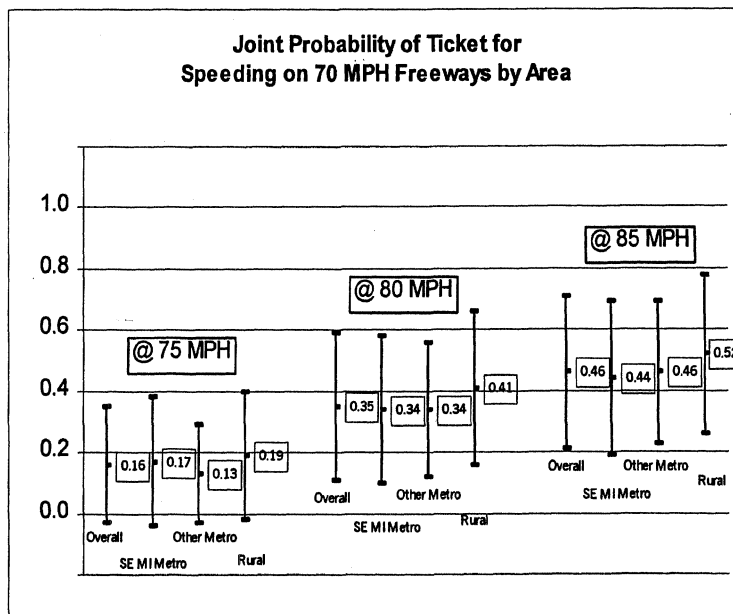 Joint Probability of Ticket for
Speeding on 70 MPH Freeways by Area
1.0
0.8
0.6
0.4
0.2
0.0
@ 75 MPH
@ 80 MPH
@ 85 MPH
0.16
0.17
0.13
0.19
0.35
0.34
0.34
0.41
0.46
0.44
0.46
0.52
Overall
SE MI Metro
Other Metro
Rural
Overall
SE MI Metro
Other Metro
Rural
Overall
SE MI Metro
Other Metro
Rural